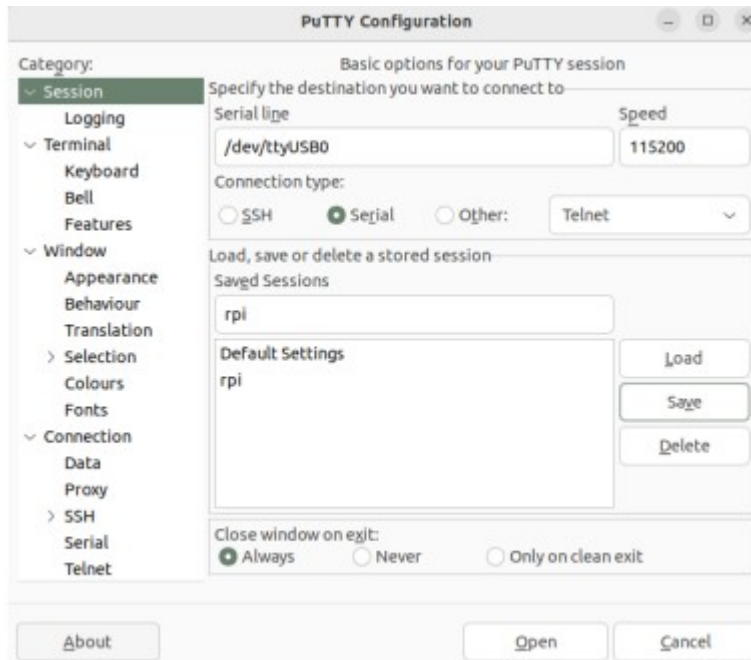 PuTTY Configuration
Category:
Session
Logging
Terminal
Keyboard
Bell
Features
Window
Appearance
Behaviour
Translation
Selection
Colours
Fonts
Connection
Data
Proxy
SSH
Serial
Telnet
Basic options for your PuTTY session
Specify the destination you want to connect to
Serial line Speed
/dev/ttyUSB0 115200
Connection type:
SSH Serial Other: Telnet
Load, save or delete a stored session
Saved Sessions
rpi
Default Settings
rpi
Load
Save
Delete
Close window on exit:
Always Never Only on clean exit
About Open Cancel